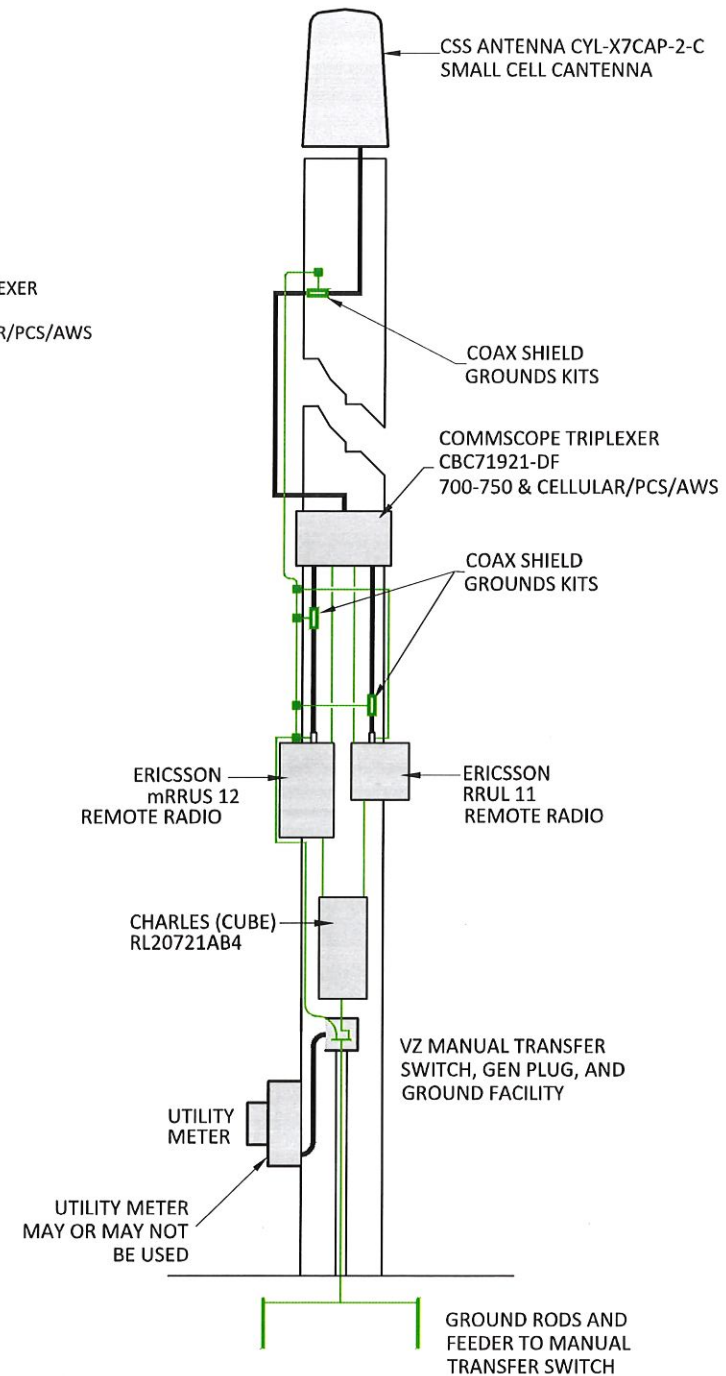 CSS ANTENNA CYL-X7CAP-2-C
SMALL CELL CANTENNA
EXER
R/PCS/AWS
COAX SHIELD
GROUNDS KITS
COMMSCOPE TRIPLEXER
CBC71921-DF
700-750 & CELLULAR/PCS/AWS
COAX SHIELD
GROUNDS KITS
ERICSSON
mRRUS 12
REMOTE RADIO
ERICSSON
RRUL 11
REMOTE RADIO
CHARLES (CUBE)
RL20721AB4
VZ MANUAL TRANSFER
SWITCH, GEN PLUG, AND
GROUND FACILITY
UTILITY
METER
UTILITY METER
MAY OR MAY NOT
BE USED
GROUND RODS AND
FEEDER TO MANUAL
TRANSFER SWITCH